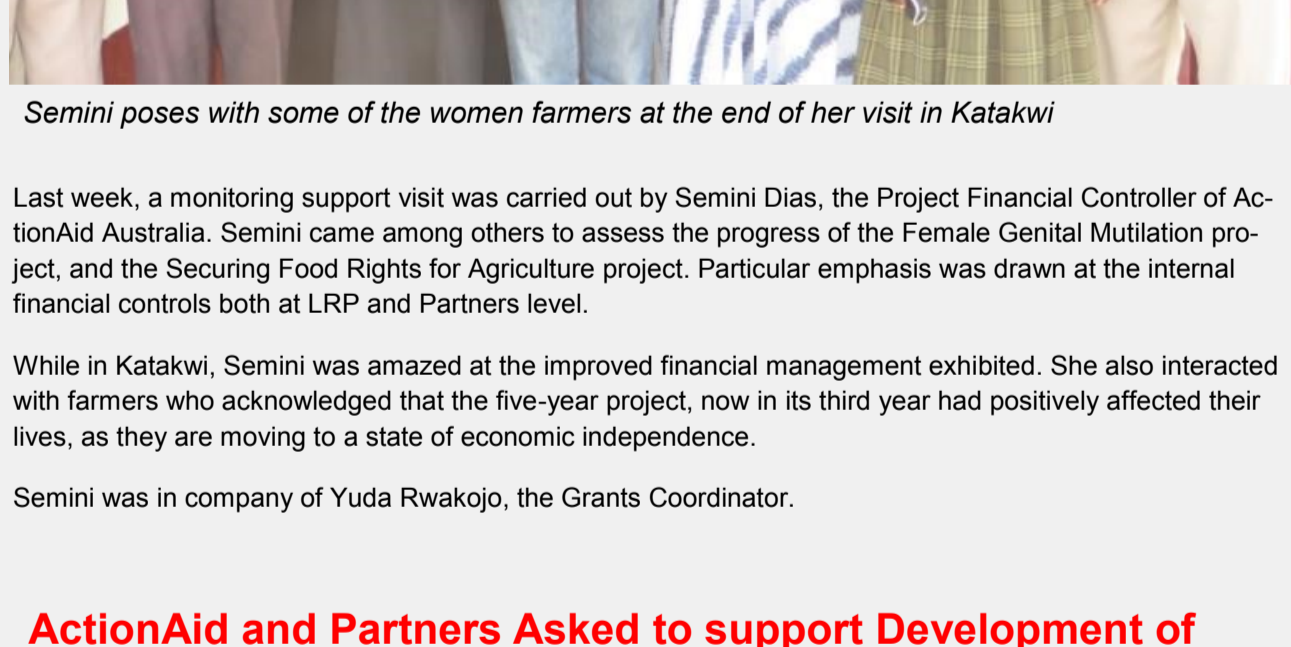 Semini poses with some of the women farmers at the end of her visit in Katakwi
Last week, a monitoring support visit was carried out by Semini Dias, the Project Financial Controller of Ac-
tionAid Australia. Semini came among others to assess the progress of the Female Genital Mutilation pro-
ject, and the Securing Food Rights for Agriculture project. Particular emphasis was drawn at the internal
financial controls both at LRP and Partners level.
While in Katakwi, Semini was amazed at the improved financial management exhibited. She also interacted
with farmers who acknowledged that the five-year project, now in its third year had positively affected their
lives, as they are moving to a state of economic independence.
Semini was in company of Yuda Rwakojo, the Grants Coordinator.
ActionAid and Partners Asked to support Development of